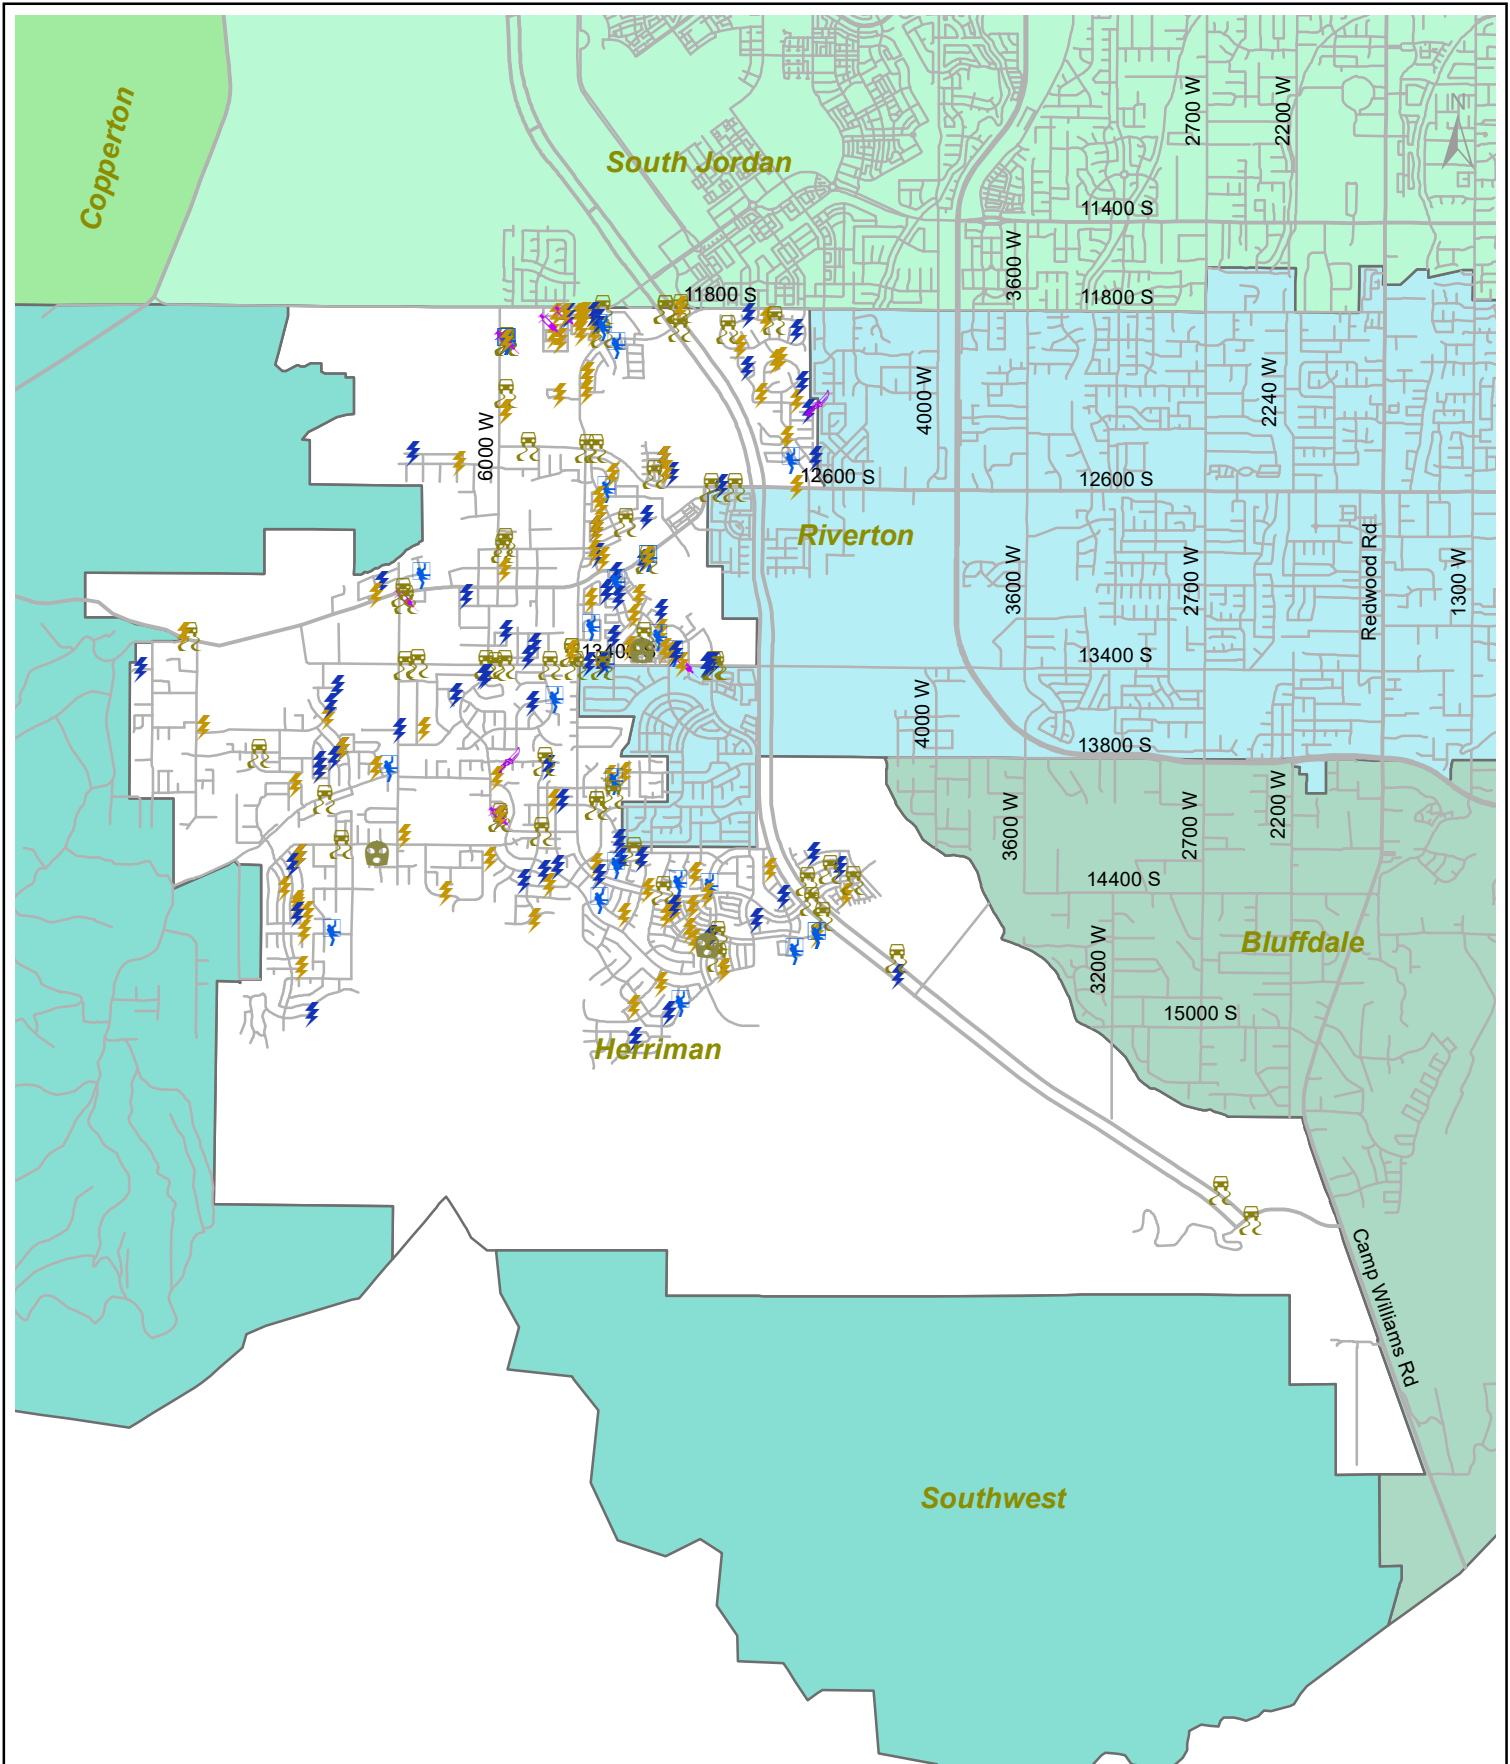 N
2700 W
2200 W
Copperton
South Jordan
11400 S
3600 W
11800 S
11800 S
4000 W
2240 W
6000 W
12600 S
12600 S
Riverton
Redwood Rd
3600 W
2700 W
1300 W
13400 S
13400 S
4000 W
13800 S
2200 W
3600 W
2700 W
14400 S
3200 W
Bluffdale
15000 S
Herriman
Camp Williams Rd
Southwest